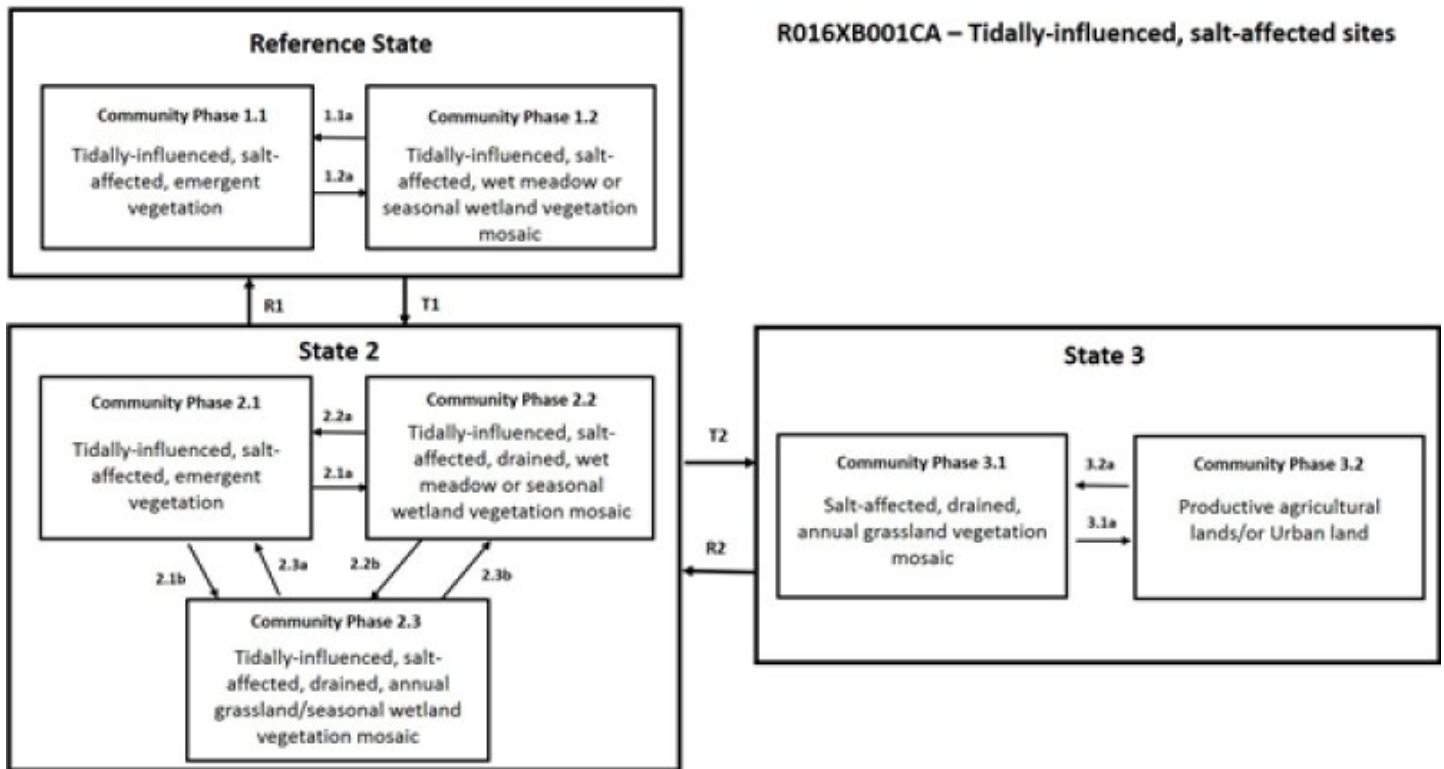 R016XB001CA – Tidally-influenced, salt-affected sites
Reference State
Community Phase 1.1
Tidally-influenced, salt-
affected, emergent
vegetation
1.1a
1.2a
Community Phase 1.2
Tidally-influenced, salt-
affected, wet meadow or
seasonal wetland vegetation
mosaic
R1
T1
State 2
Community Phase 2.1
Tidally-influenced, salt-
affected, emergent
vegetation
2.2a
2.1a
Community Phase 2.2
Tidally-influenced, salt-
affected, drained, wet
meadow or seasonal
wetland vegetation mosaic
2.1b
2.3a
2.2b
2.3b
Community Phase 2.3
Tidally-influenced, salt-
affected, drained, annual
grassland/seasonal wetland
vegetation mosaic
T2
R2
State 3
Community Phase 3.1
Salt-affected, drained,
annual grassland vegetation
mosaic
3.2a
3.1a
Community Phase 3.2
Productive agricultural
lands/or Urban land